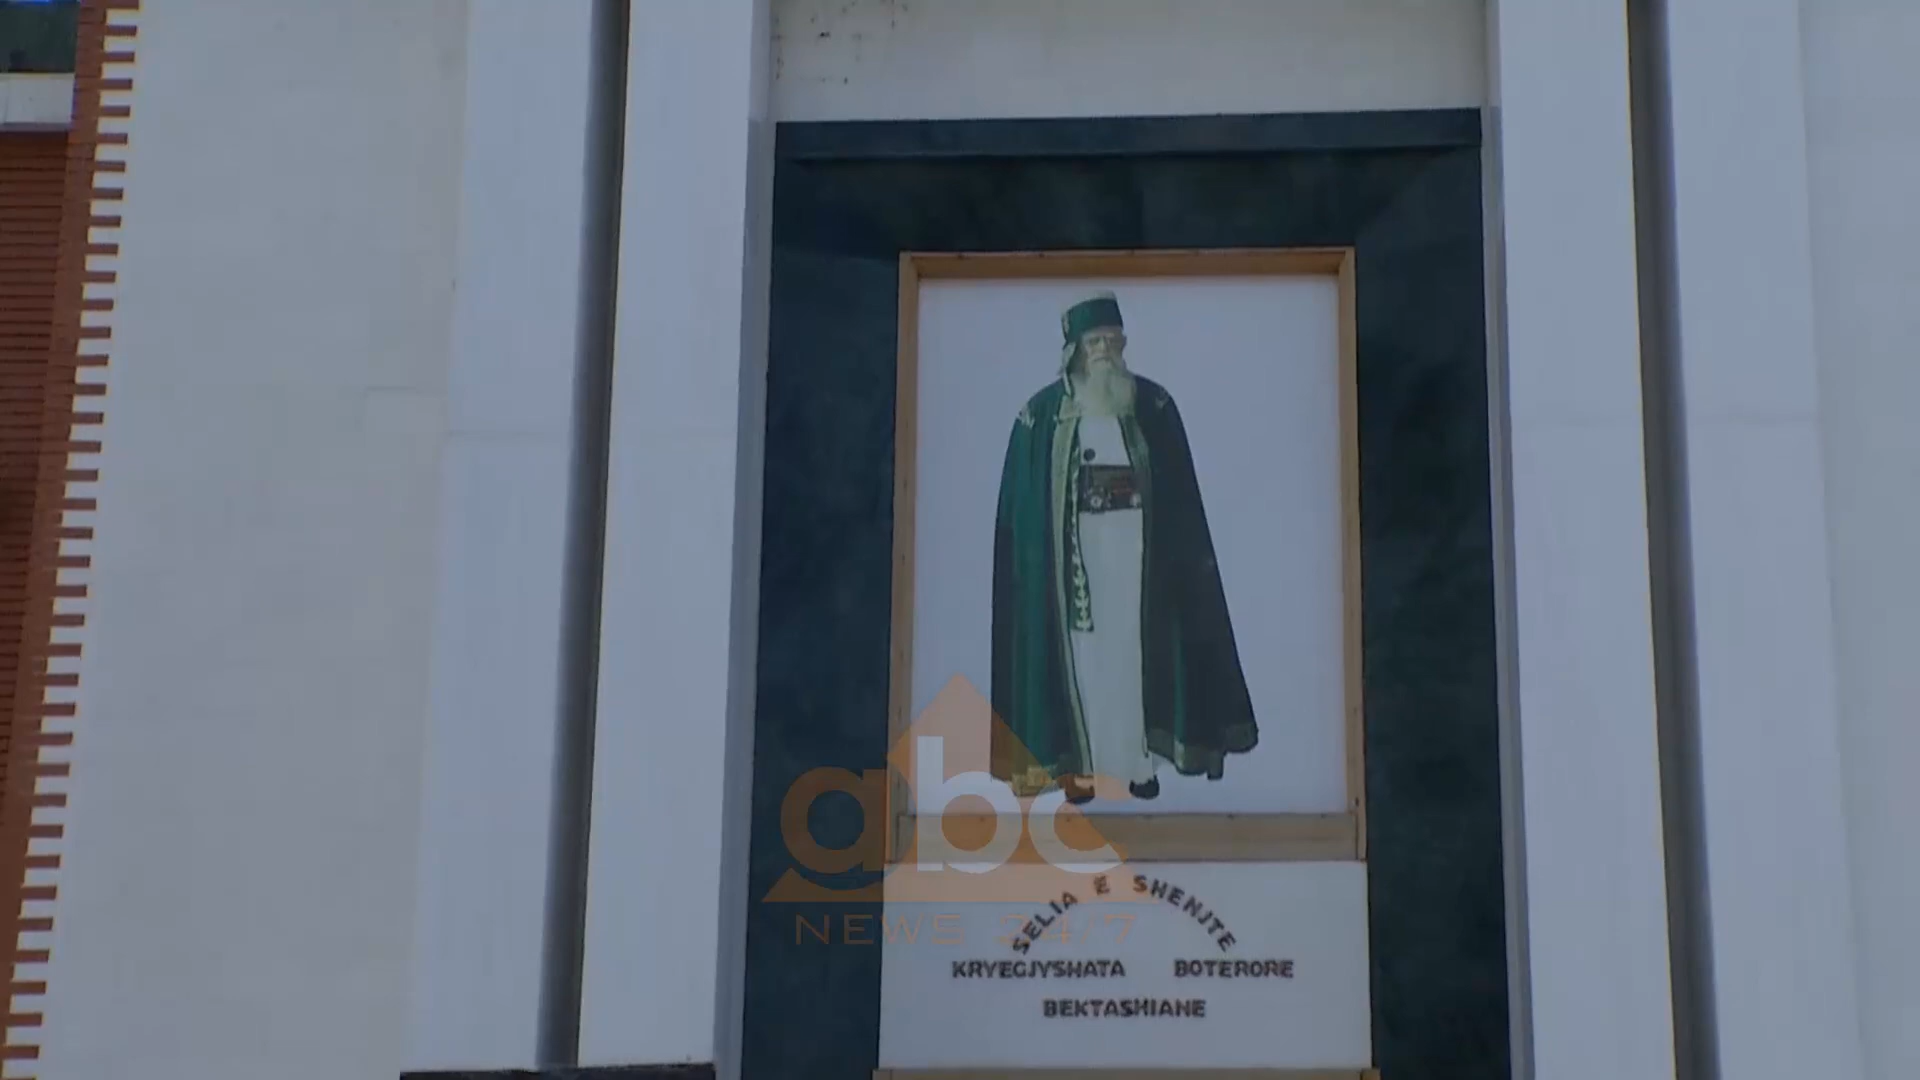 SELIA E SHENJTE
KRYEGJYSHATA BOTERORE
BEKTASHIANE
abc
NEWS 24/7